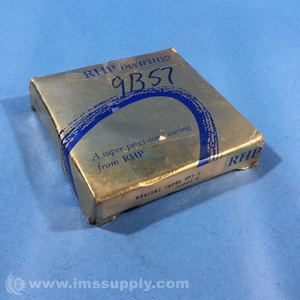 RHP bearings
9B57
A super precision bearing
from RHP
RHP
© www.imssupply.com